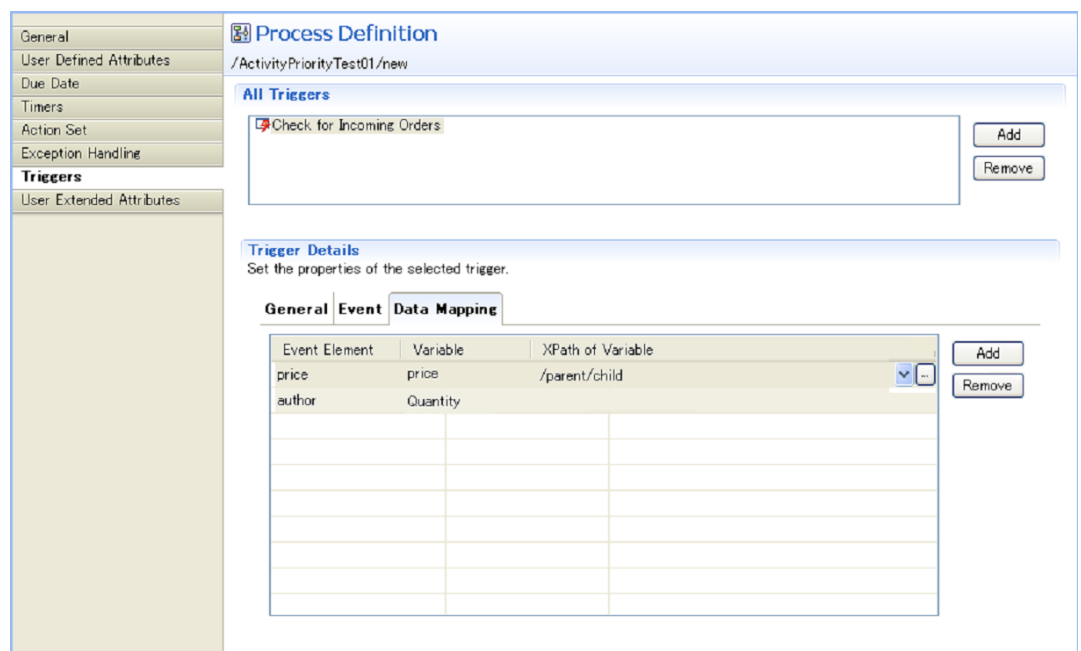 General
User Defined Attributes
Due Date
Timers
Action Set
Exception Handling
Triggers
User Extended Attributes
Process Definition
/ActivityPriorityTest01/new
All Triggers
Check for Incoming Orders
Add
Remove
Trigger Details
Set the properties of the selected trigger.
General Event Data Mapping
Event Element Variable XPath of Variable
price price /parent/child ...
author Quantity
Add
Remove